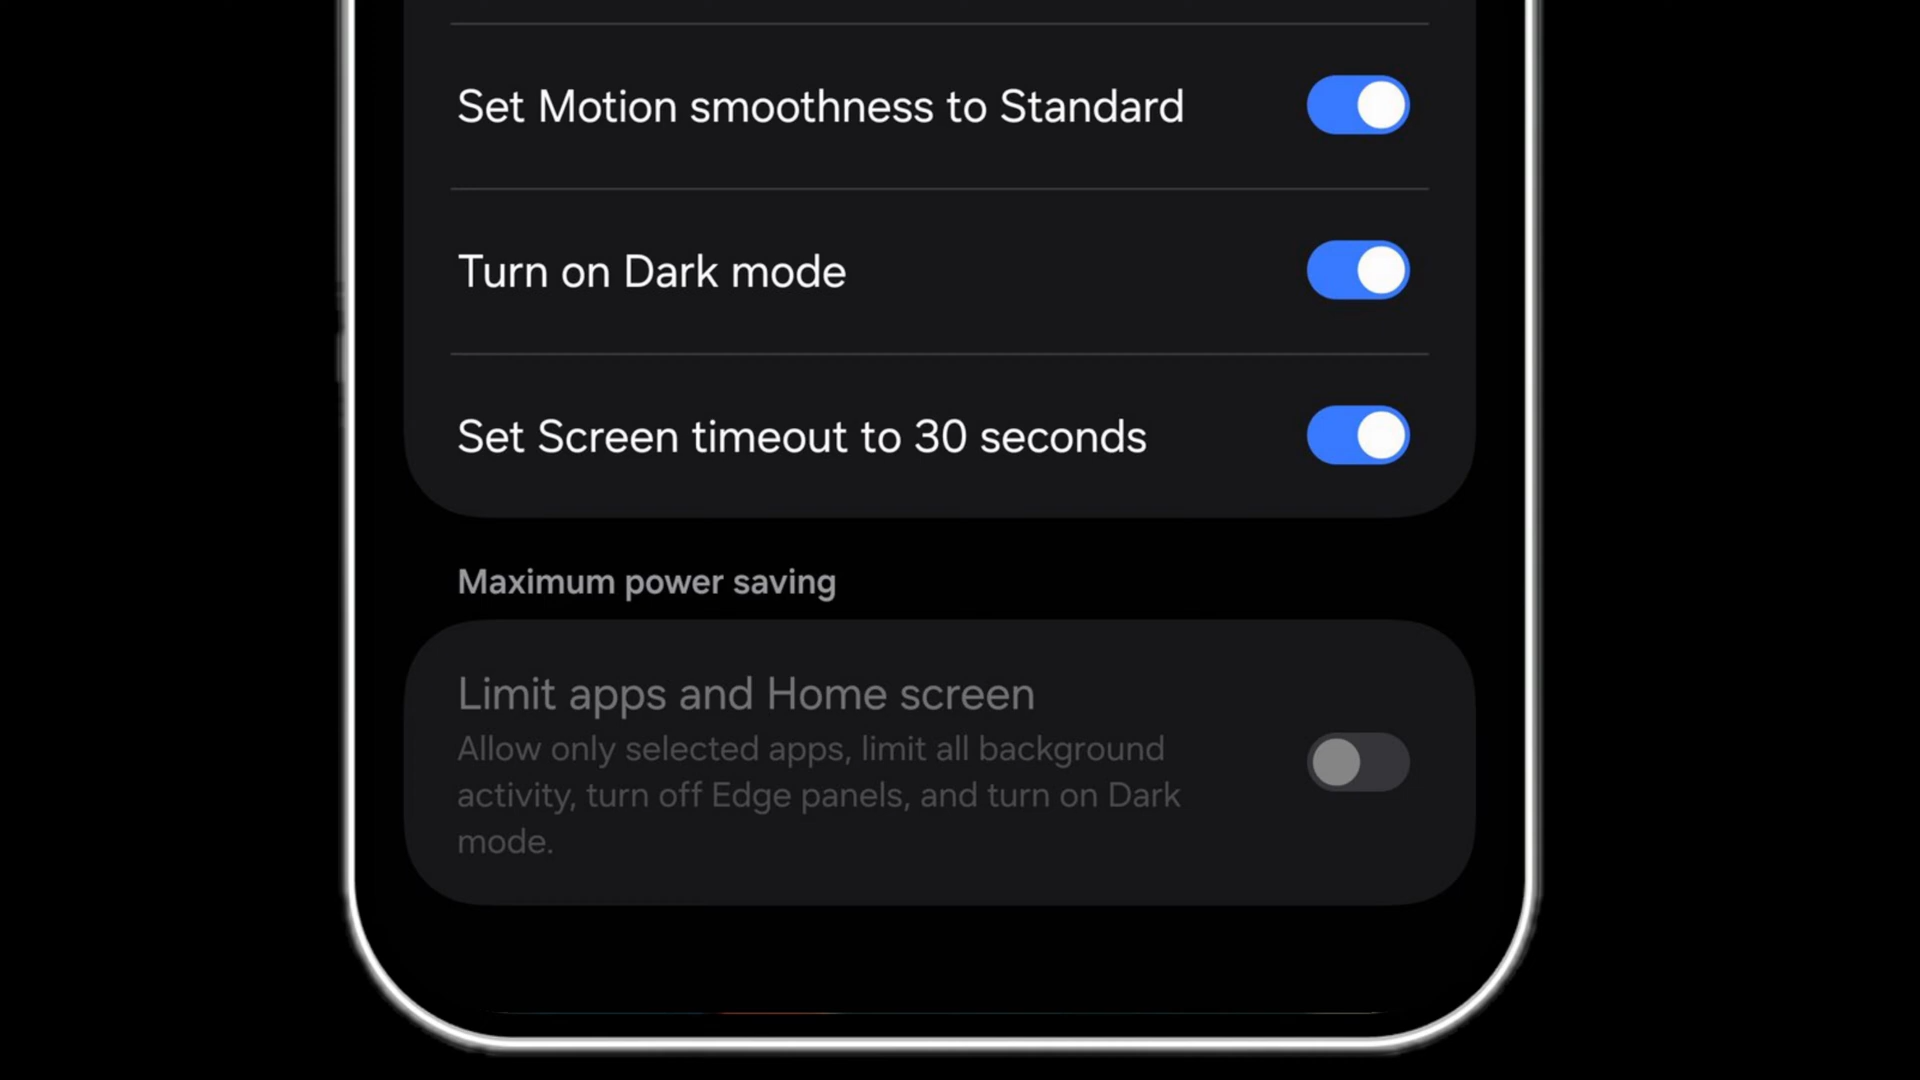 Set Motion smoothness to Standard
Turn on Dark mode
Set Screen timeout to 30 seconds
Maximum power saving
Limit apps and Home screen
Allow only selected apps, limit all background
activity, turn off Edge panels, and turn on Dark
mode.